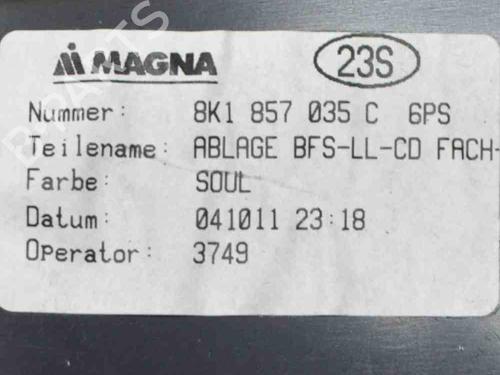 MAGNA 23S
Nummer: 8K1 857 035 C 6PS
Teilename: ABLAGE BFS-LL-CD FACH-
Farbe: SOUL
Datum: 041011 23:18
Operator: 3749